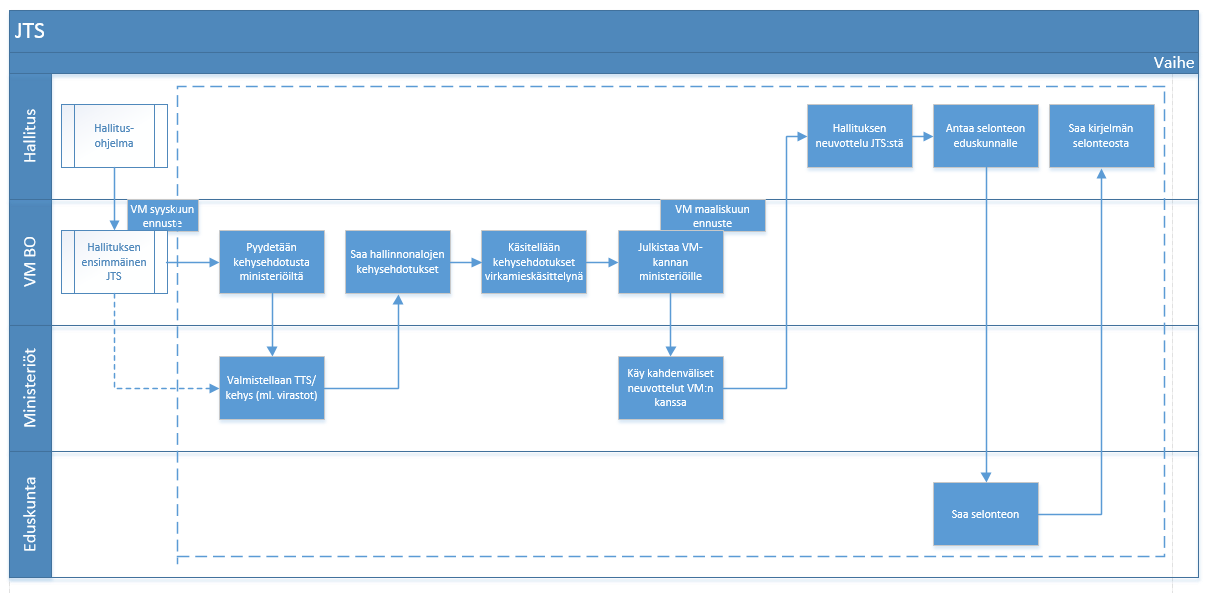 JTS
Vaihe
Hallitus
Hallitus-
ohjelma
Hallituksen
neuvottelu JTS:stä
Antaa selonteon
eduskunnalle
Saa kirjelmän
selonteosta
VM BO
VM syyskuun
ennuste
VM maaliskuun
ennuste
Hallituksen
ensimmäinen
JTS
Pyydetään
kehysehdotusta
ministeriöiltä
Saa hallinnonalojen
kehysehdotukset
Käsitellään
kehysehdotukset
virkamieskäsittelynä
Julkistaa VM-
kannan
ministeriöille
Ministeriöt
Valmistellaan TTS/
kehys (ml. virastot)
Käy kahdenväliset
neuvottelut VM:n
kanssa
Eduskunta
Saa selonteon